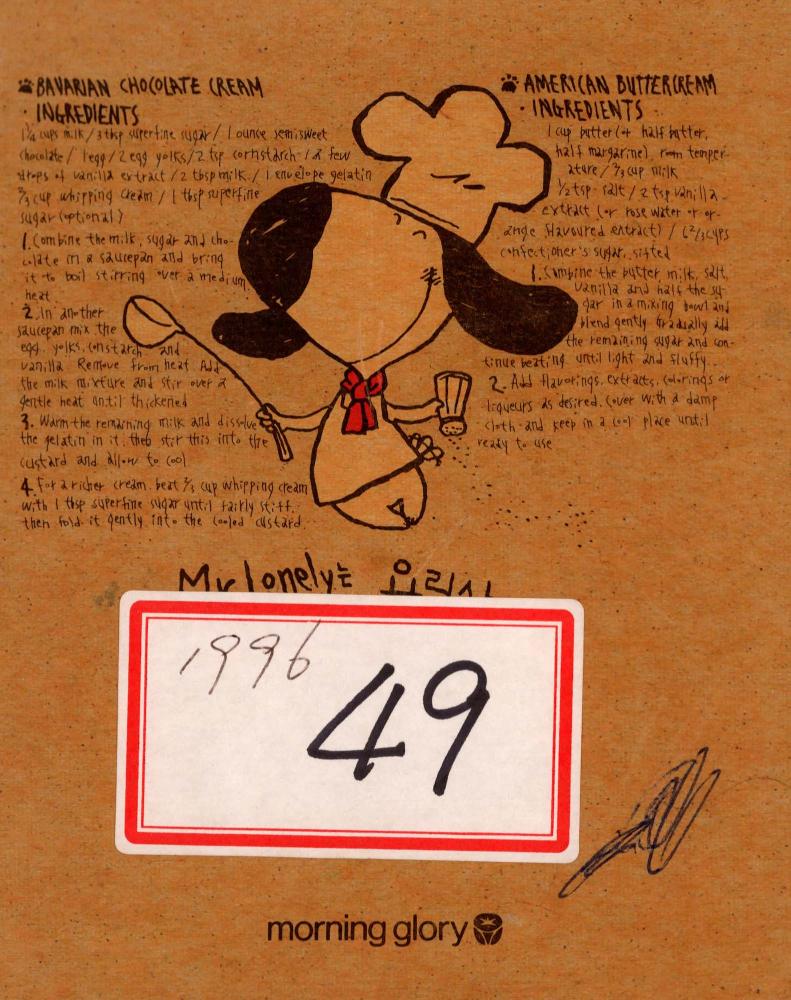 BAVARIAN CHOCOLATE CREAM
· INGREDIENTS
1¼ cups milk / 3 tbsp superfine sugar / 1 ounce semisweet
chocolate / 1 egg / 2 egg yolks / 2 tsp cornstarch / a few
drops of vanilla extract / 2 tbsp milk / 1 envelope gelatin
⅔ cup whipping cream / 1 tbsp superfine
sugar (optional)
1. Combine the milk, sugar and cho-
colate in a saucepan and bring
it to boil stirring over a medium
heat
2. In another
saucepan mix the
egg, yolks, constarch and
vanilla Remove from heat. Add
the milk mixture and stir over a
gentle heat until thickened
3. Warm the remaining milk and dissolve
the gelatin in it, then stir this into the
custard and allow to cool
4. For a richer cream, beat ⅔ cup whipping cream
with 1 tbsp superfine sugar until fairly stiff,
then fold it gently into the cooled custard.
AMERICAN BUTTERCREAM
· INGREDIENTS
1 cup butter (or half butter,
half margarine), room temper-
ature / ⅔ cup milk
½ tsp salt / 2 tsp vanilla
extract (or rose water or or-
ange flavoured extract) / 6 2/3 cups
confectioner's sugar, sifted
1. Combine the butter, milk, salt,
vanilla and half the su-
gar in a mixing bowl and
blend gently Gradually add
the remaining sugar and con-
tinue beating until light and fluffy.
2. Add flavorings, extracts, colorings or
liqueurs as desired. Cover with a damp
cloth and keep in a cool place until
ready to use
Mr. lonely는 요리사
1996
49
morning glory